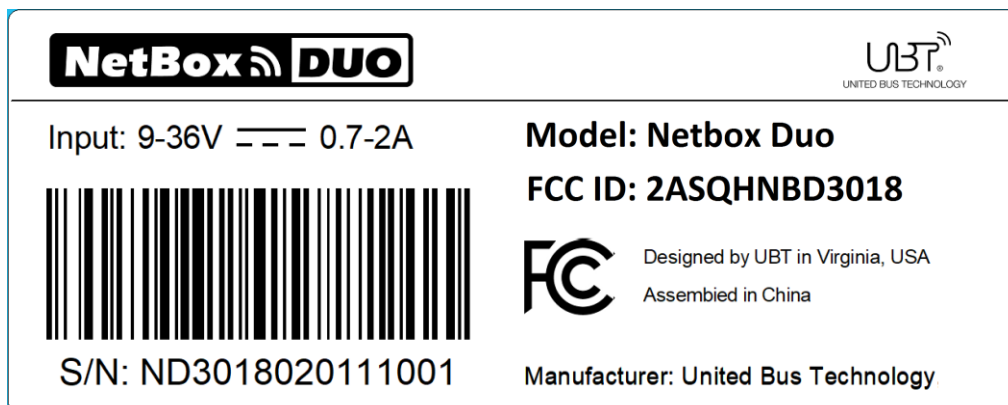 NetBox DUO
UBT®
UNITED BUS TECHNOLOGY
Input: 9-36V 0.7-2A
Model: Netbox Duo
FCC ID: 2ASQHNBD3018
FC
Designed by UBT in Virginia, USA
Assembied in China
S/N: ND3018020111001
Manufacturer: United Bus Technology.